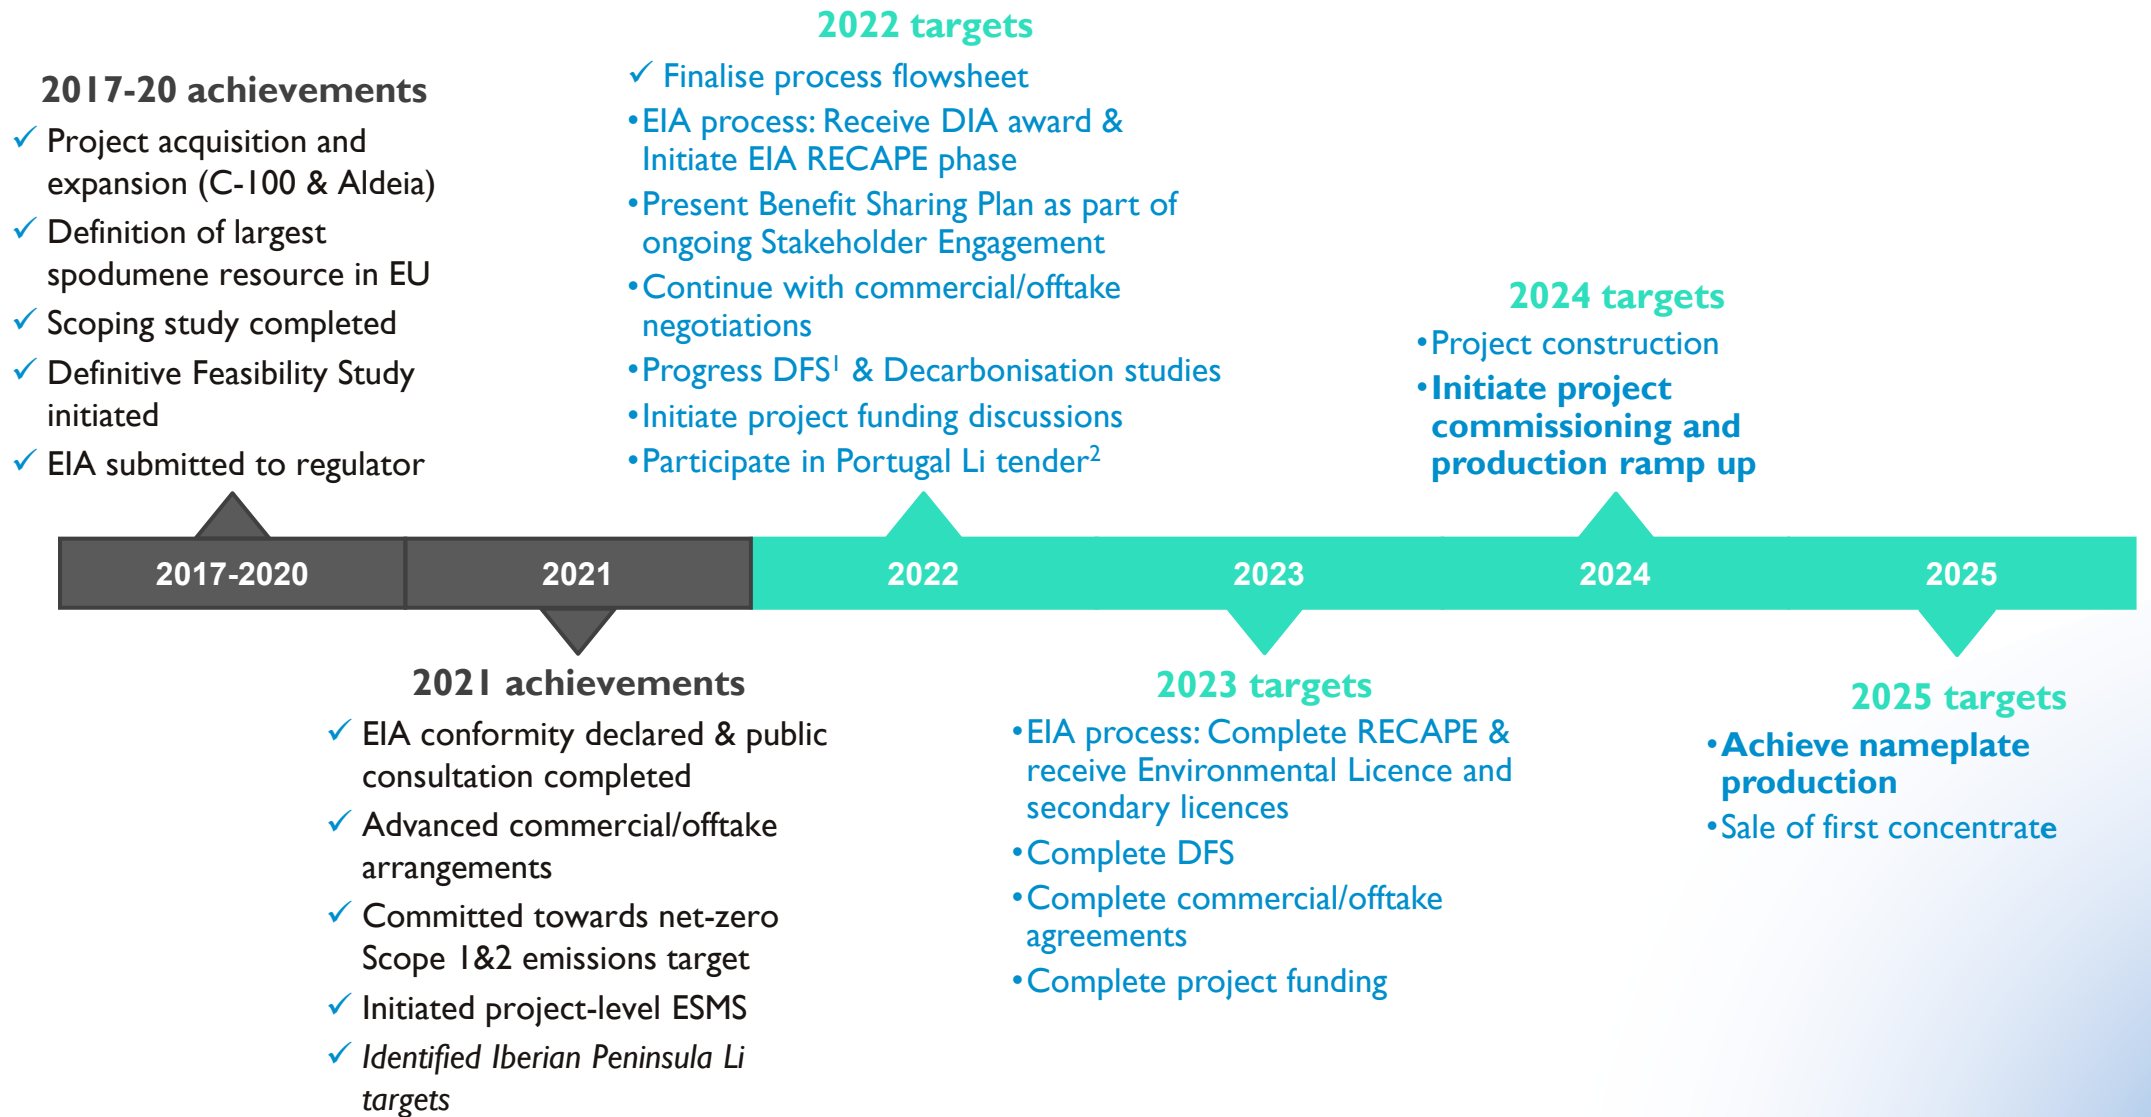 2022 targets
✓ Finalise process flowsheet
•EIA process: Receive DIA award &
Initiate EIA RECAPE phase
•Present Benefit Sharing Plan as part of
ongoing Stakeholder Engagement
•Continue with commercial/offtake
negotiations
•Progress DFS¹ & Decarbonisation studies
•Initiate project funding discussions
•Participate in Portugal Li tender²
2017-20 achievements
✓ Project acquisition and
expansion (C-100 & Aldeia)
✓ Definition of largest
spodumene resource in EU
✓ Scoping study completed
✓ Definitive Feasibility Study
initiated
✓ EIA submitted to regulator
2024 targets
•Project construction
•Initiate project
commissioning and
production ramp up
2017-2020
2021
2022
2023
2024
2025
2021 achievements
✓ EIA conformity declared & public
consultation completed
✓ Advanced commercial/offtake
arrangements
✓ Committed towards net-zero
Scope 1&2 emissions target
✓ Initiated project-level ESMS
✓ Identified Iberian Peninsula Li
targets
2023 targets
•EIA process: Complete RECAPE &
receive Environmental Licence and
secondary licences
•Complete DFS
•Complete commercial/offtake
agreements
•Complete project funding
2025 targets
•Achieve nameplate
production
•Sale of first concentrate